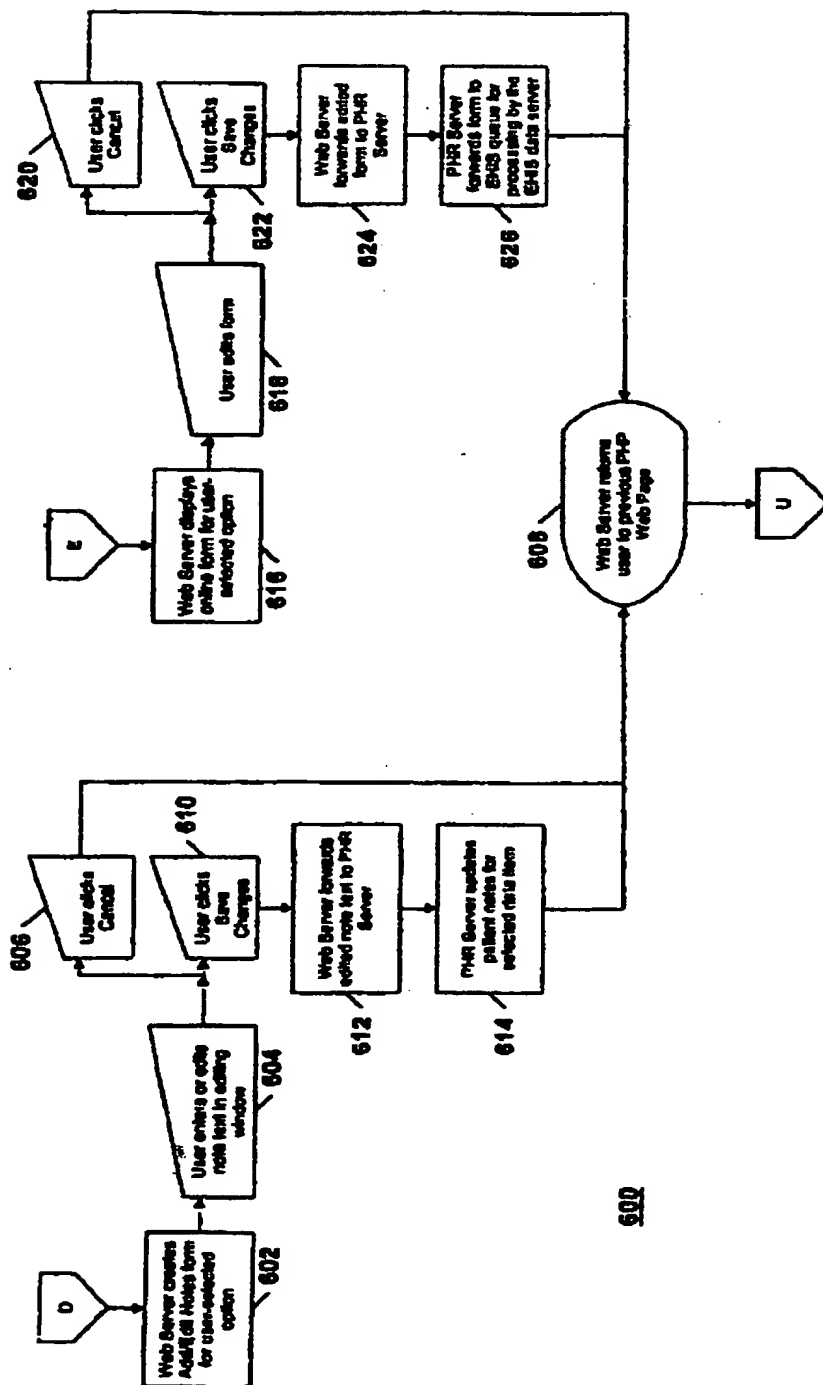 D
Web Server creates
Add/Edit Notes form
for user-selected
option
602
User enters or edits
note text in editing
window
604
606
User clicks
Cancel
User clicks
Save
Changes
610
Web Server forwards
edited note text to PHR
Server
612
PHR Server updates
patient notes for
selected data item
614
E
Web Server displays
online form for user-
selected option
616
User edits form
618
620
User clicks
Cancel
User clicks
Save
Changes
622
Web Server
forwards added
form to PHR
Server
624
PHR Server
forwards form to
queue for
processing by the
data server
626
608
Web Server returns
user to previous PHP
Web Page
U
600